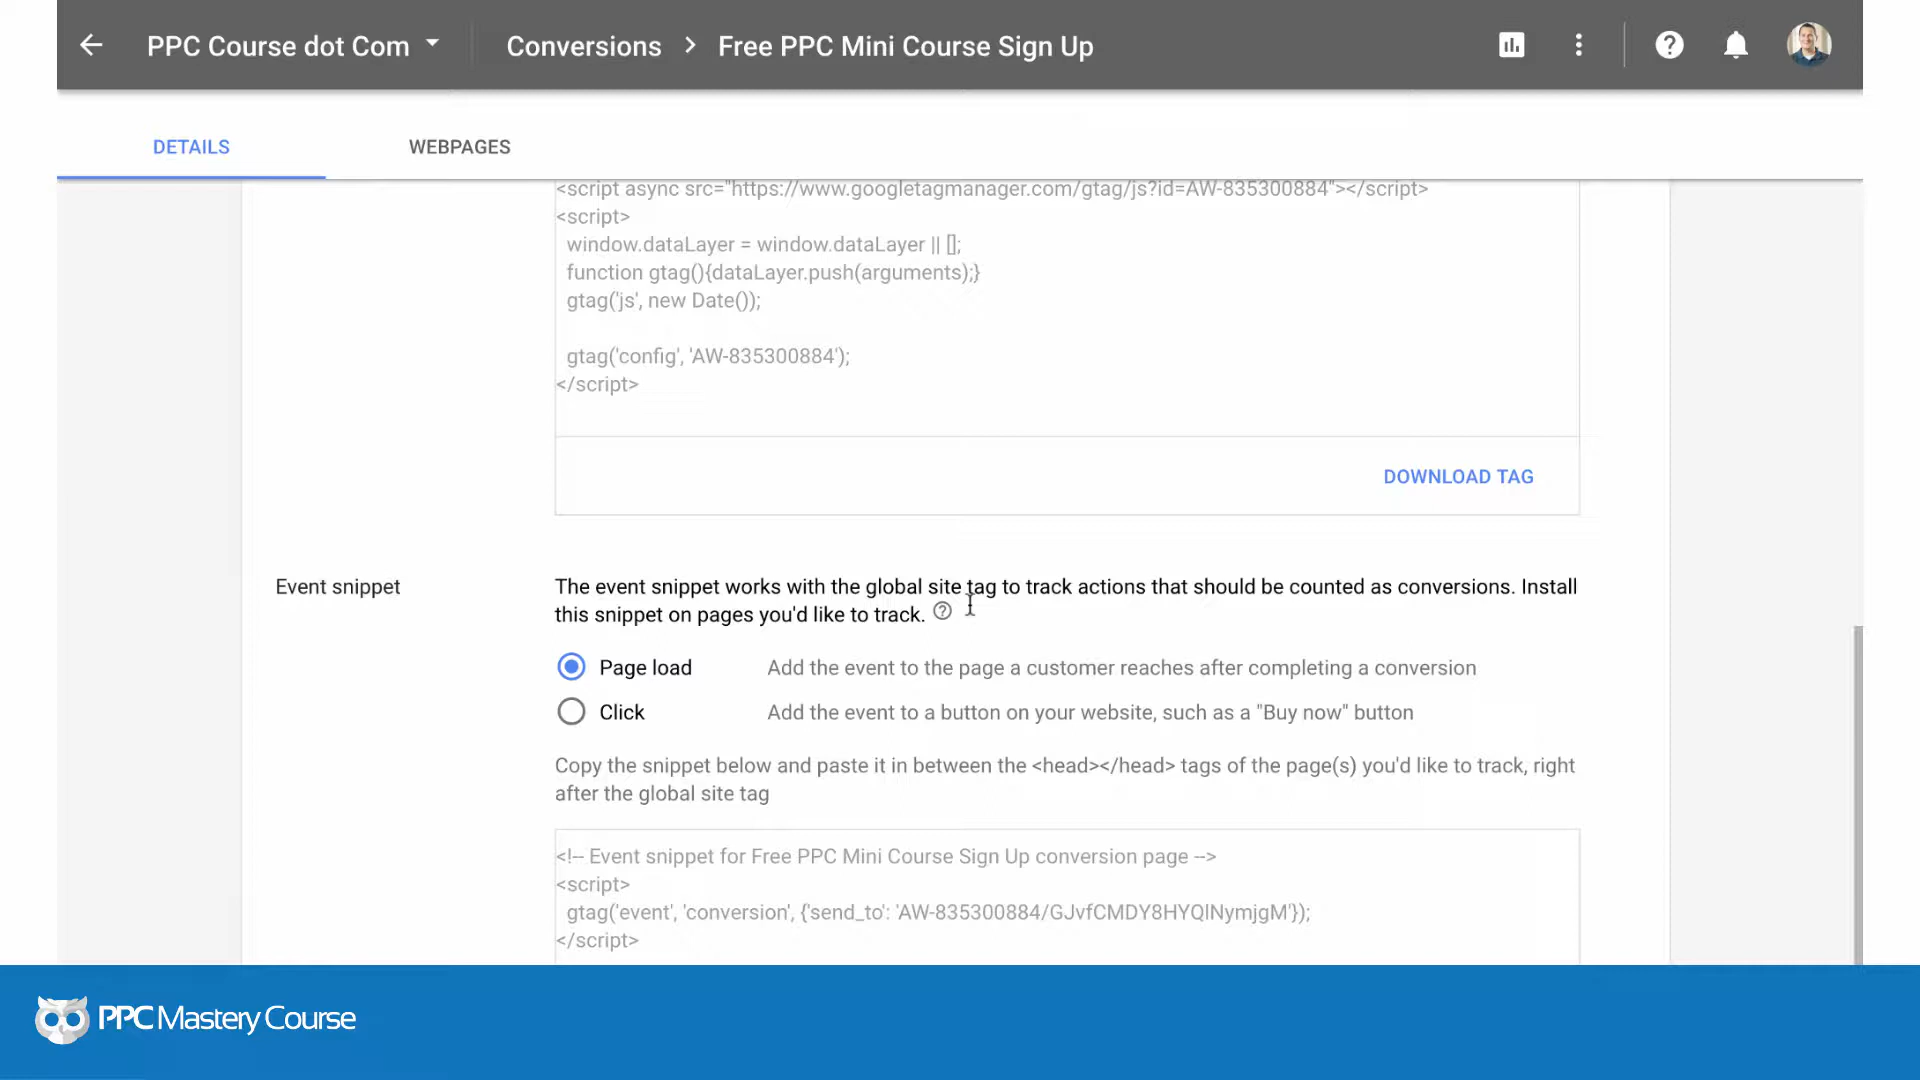 PPC Course dot Com
Conversions > Free PPC Mini Course Sign Up
DETAILS
WEBPAGES
<script async src="https://www.googletagmanager.com/gtag/js?id=AW-835300884"></script>
<script>
window.dataLayer = window.dataLayer || [];
function gtag(){dataLayer.push(arguments);}
gtag('js', new Date());
gtag('config', 'AW-835300884');
</script>
DOWNLOAD TAG
Event snippet
The event snippet works with the global site tag to track actions that should be counted as conversions. Install
this snippet on pages you'd like to track.
Page load Add the event to the page a customer reaches after completing a conversion
Click Add the event to a button on your website, such as a "Buy now" button
Copy the snippet below and paste it in between the <head></head> tags of the page(s) you'd like to track, right
after the global site tag
<!-- Event snippet for Free PPC Mini Course Sign Up conversion page -->
<script>
gtag('event', 'conversion', {'send_to': 'AW-835300884/GJvfCMDY8HYQlNymjgM'});
</script>
PPC Mastery Course